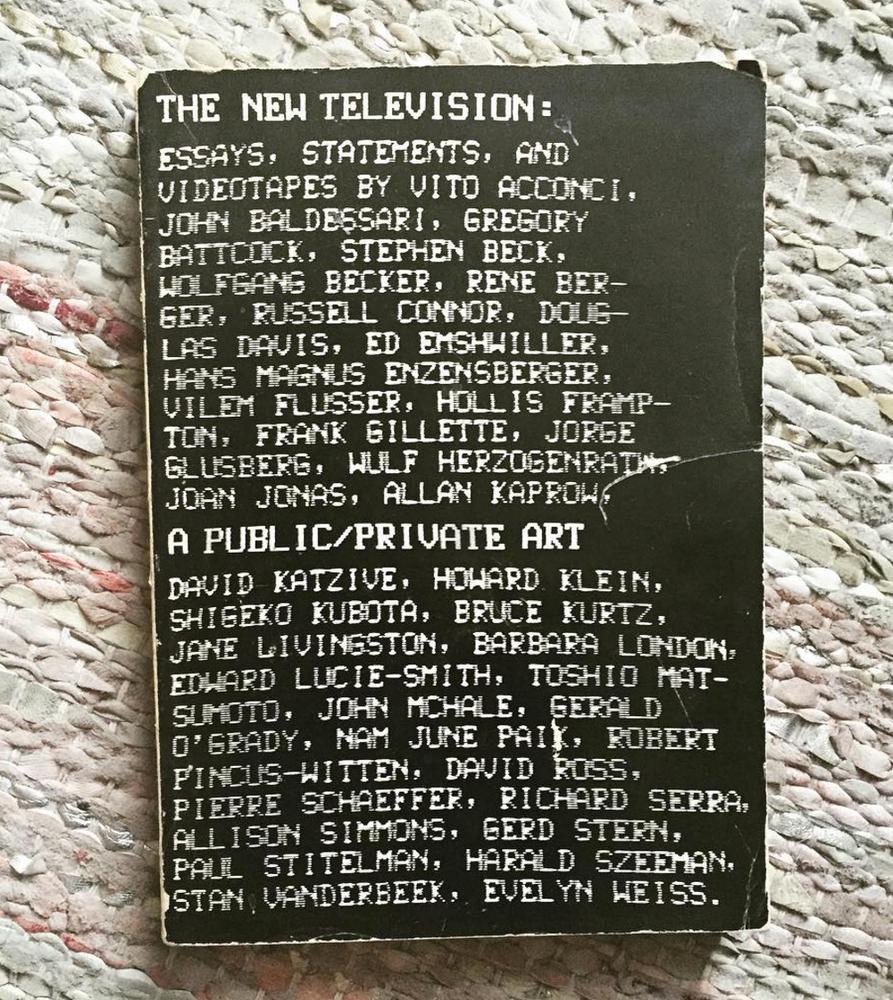 THE NEW TELEVISION:
ESSAYS, STATEMENTS, AND
VIDEOTAPES BY VITO ACCONCI,
JOHN BALDESSARI, GREGORY
BATTCOCK, STEPHEN BECK,
WOLFGANG BECKER, RENE BER-
GER, RUSSELL CONNOR, DOUG-
LAS DAVIS, ED EMSHWILLER,
HANS MAGNUS ENZENSBERGER,
VILEM FLUSSER, HOLLIS FRAMP-
TON, FRANK GILLETTE, JORGE
GLUSBERG, WULF HERZOGENRATH,
JOAN JONAS, ALLAN KAPROW,
A PUBLIC/PRIVATE ART
DAVID KATZIVE, HOWARD KLEIN,
SHIGEKO KUBOTA, BRUCE KURTZ,
JANE LIVINGSTON, BARBARA LONDON,
EDWARD LUCIE-SMITH, TOSHIO MAT-
SUMOTO, JOHN MCHALE, GERALD
O'GRADY, NAM JUNE PAIK, ROBERT
PINCUS-WITTEN, DAVID ROSS,
PIERRE SCHAEFFER, RICHARD SERRA,
ALLISON SIMMONS, GERD STERN,
PAUL STITELMAN, HARALD SZEEMAN,
STAN VANDERBEEK, EVELYN WEISS.